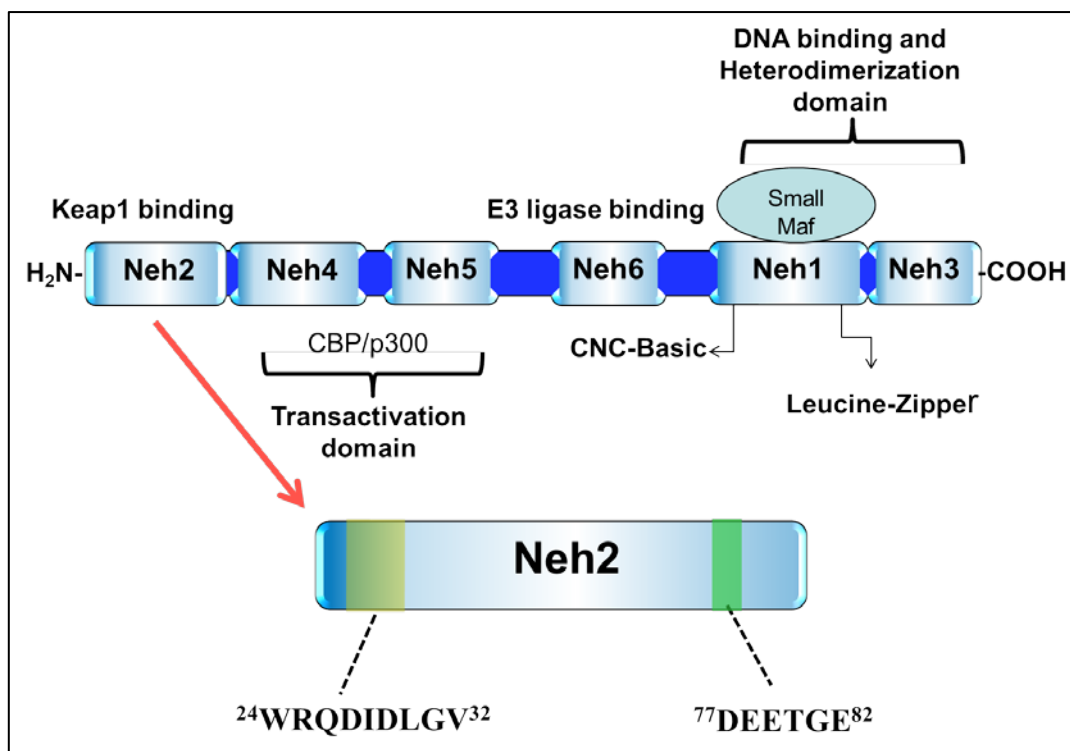 DNA binding and
Heterodimerization
domain
Small
Maf
Keap1 binding
E3 ligase binding
H₂N-
Neh2
Neh4
Neh5
Neh6
Neh1
Neh3
-COOH
CBP/p300
CNC-Basic
Leucine-Zipper
Transactivation
domain
Neh2
²⁴WRQDIDLGV³²
⁷⁷DEETGE⁸²